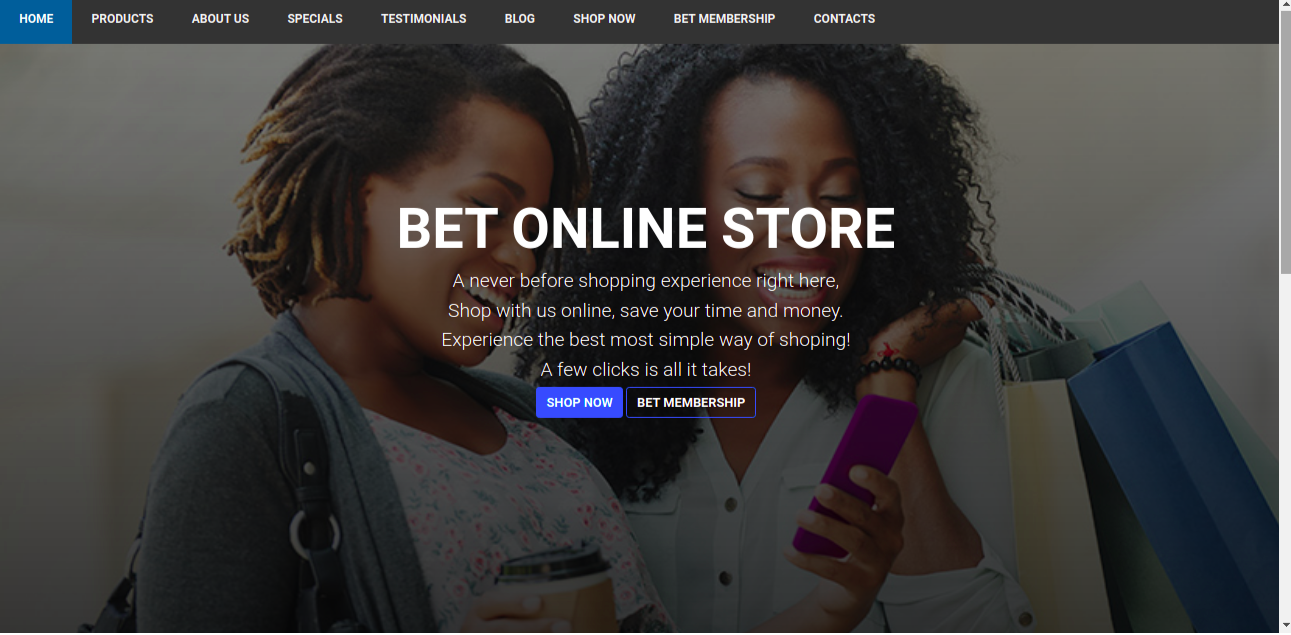 HOME PRODUCTS ABOUT US SPECIALS TESTIMONIALS BLOG SHOP NOW BET MEMBERSHIP CONTACTS
BET ONLINE STORE
A never before shopping experience right here,
Shop with us online, save your time and money.
Experience the best most simple way of shoping!
A few clicks is all it takes!
SHOP NOW BET MEMBERSHIP